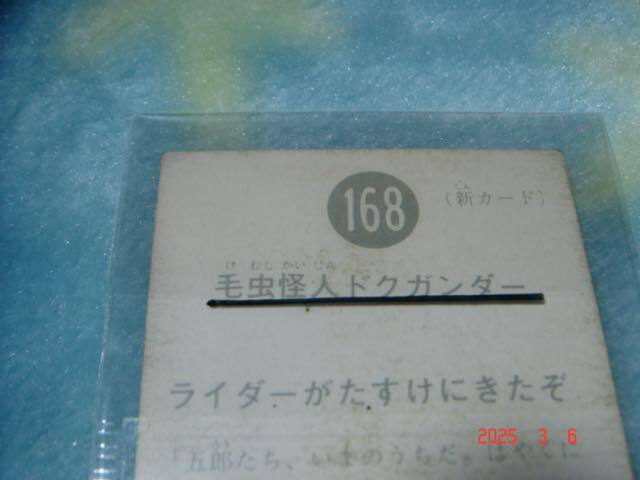 168
（新カード）
しん
け むし かい じん
毛虫怪人ドクガンダー
ライダーがたすけにきたぞ
「五郎たち、いまのうちだ。はやくに
2025 3 6